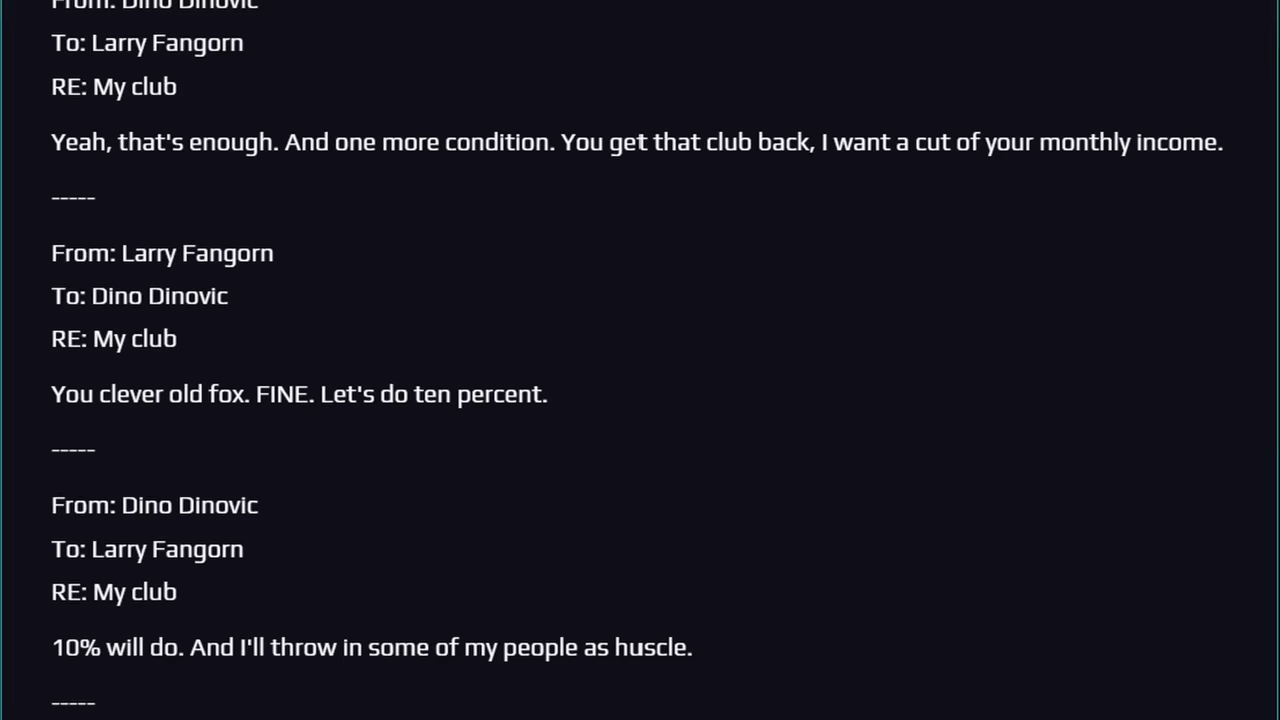 From: Dino Dinovic
To: Larry Fangorn
RE: My club
Yeah, that's enough. And one more condition. You get that club back, I want a cut of your monthly income.
-----
From: Larry Fangorn
To: Dino Dinovic
RE: My club
You clever old fox. FINE. Let's do ten percent.
-----
From: Dino Dinovic
To: Larry Fangorn
RE: My club
10% will do. And I'll throw in some of my people as huscle.
-----